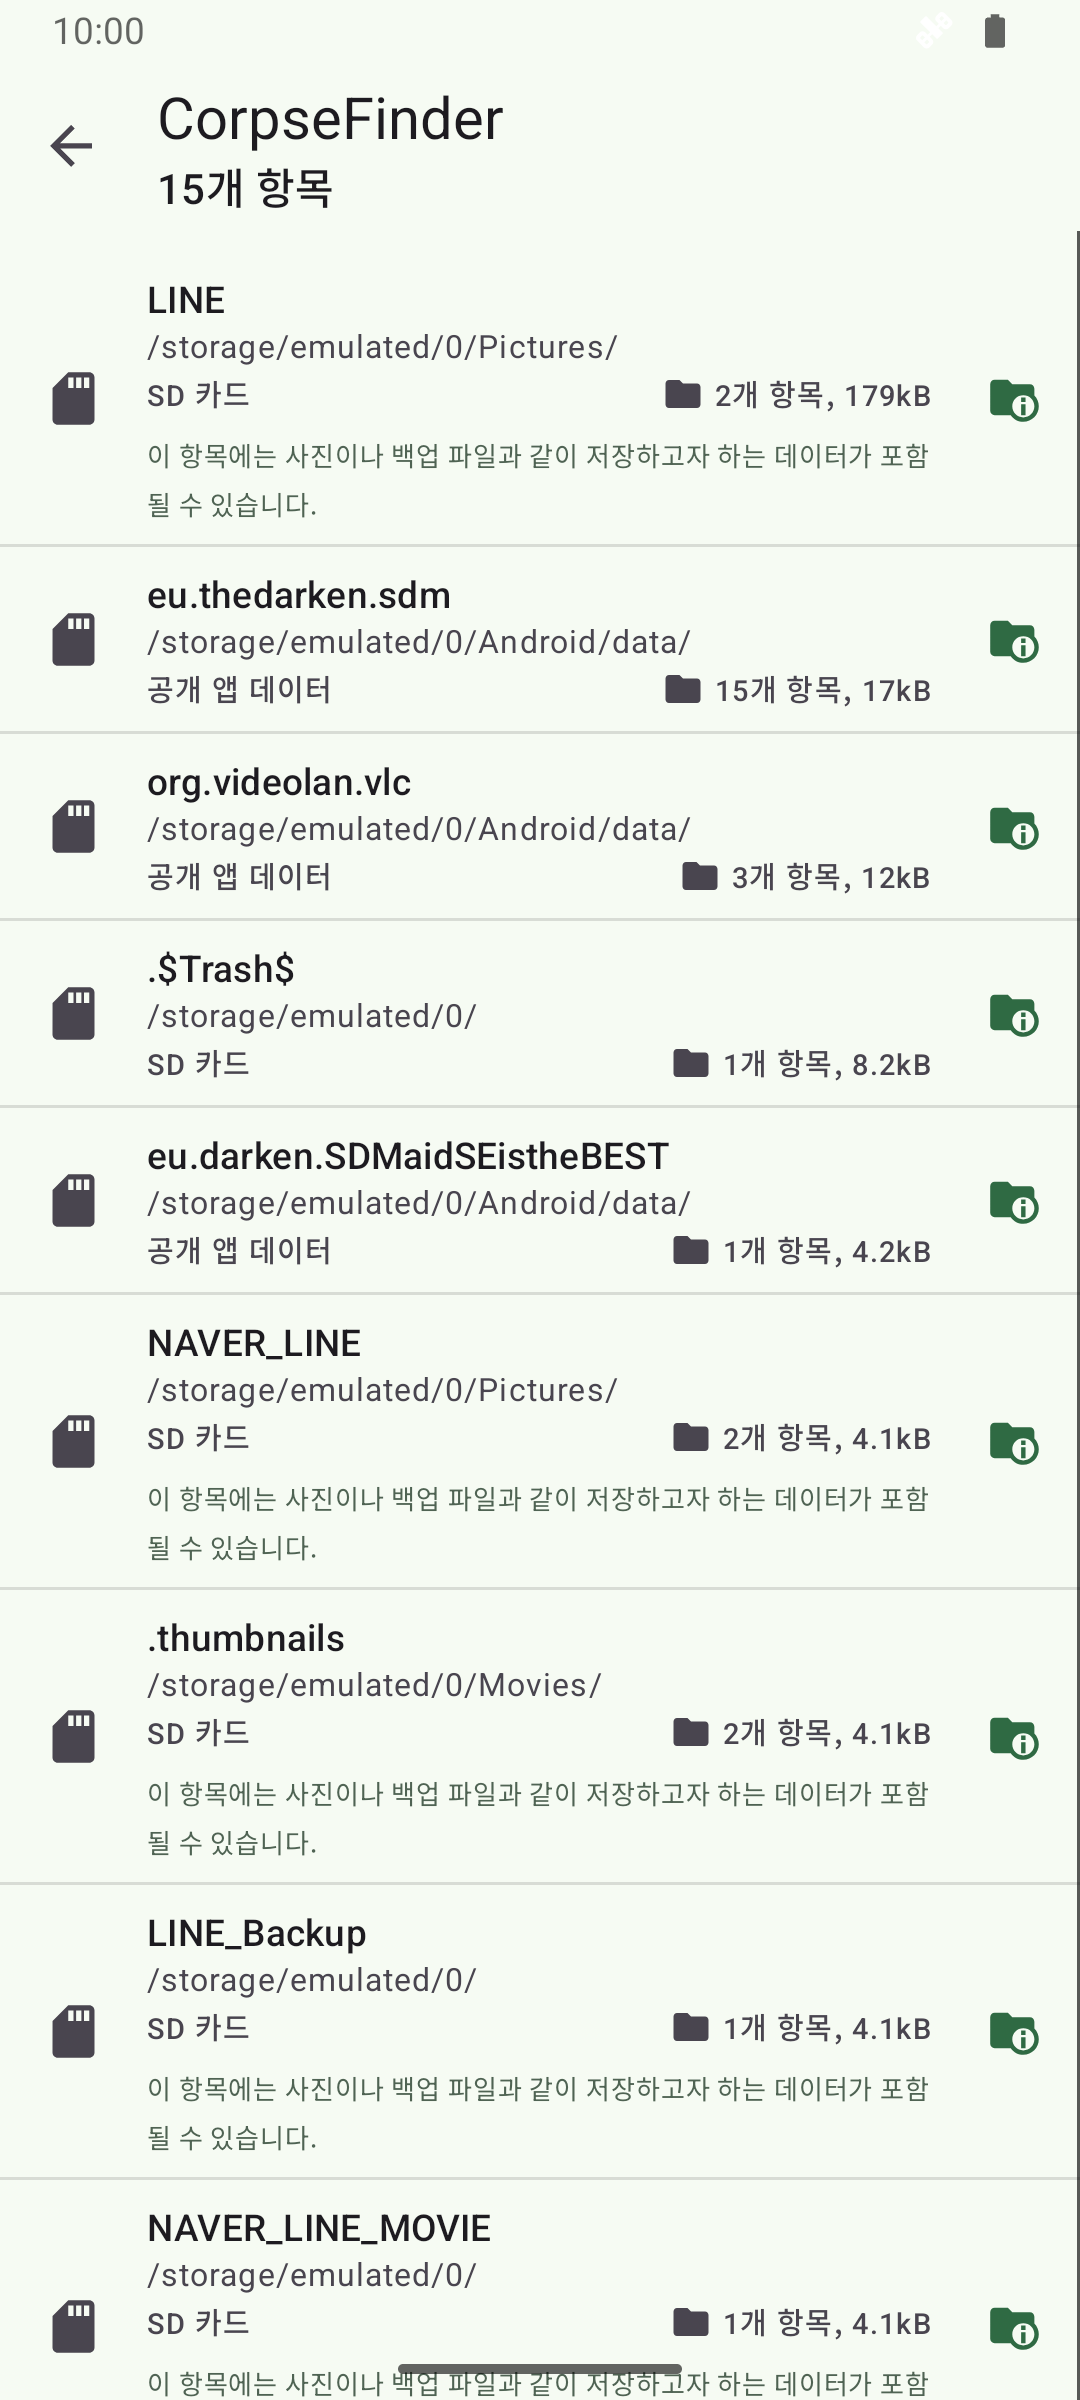 10:00
CorpseFinder
15개 항목
LINE
/storage/emulated/0/Pictures/
SD 카드
2개 항목, 179kB
이 항목에는 사진이나 백업 파일과 같이 저장하고자 하는 데이터가 포함
될 수 있습니다.
eu.thedarken.sdm
/storage/emulated/0/Android/data/
공개 앱 데이터
15개 항목, 17kB
org.videolan.vlc
/storage/emulated/0/Android/data/
공개 앱 데이터
3개 항목, 12kB
.$Trash$
/storage/emulated/0/
SD 카드
1개 항목, 8.2kB
eu.darken.SDMaidSEistheBEST
/storage/emulated/0/Android/data/
공개 앱 데이터
1개 항목, 4.2kB
NAVER_LINE
/storage/emulated/0/Pictures/
SD 카드
2개 항목, 4.1kB
이 항목에는 사진이나 백업 파일과 같이 저장하고자 하는 데이터가 포함
될 수 있습니다.
.thumbnails
/storage/emulated/0/Movies/
SD 카드
2개 항목, 4.1kB
이 항목에는 사진이나 백업 파일과 같이 저장하고자 하는 데이터가 포함
될 수 있습니다.
LINE_Backup
/storage/emulated/0/
SD 카드
1개 항목, 4.1kB
이 항목에는 사진이나 백업 파일과 같이 저장하고자 하는 데이터가 포함
될 수 있습니다.
NAVER_LINE_MOVIE
/storage/emulated/0/
SD 카드
1개 항목, 4.1kB
이 항목에는 사진이나 백업 파일과 같이 저장하고자 하는 데이터가 포함